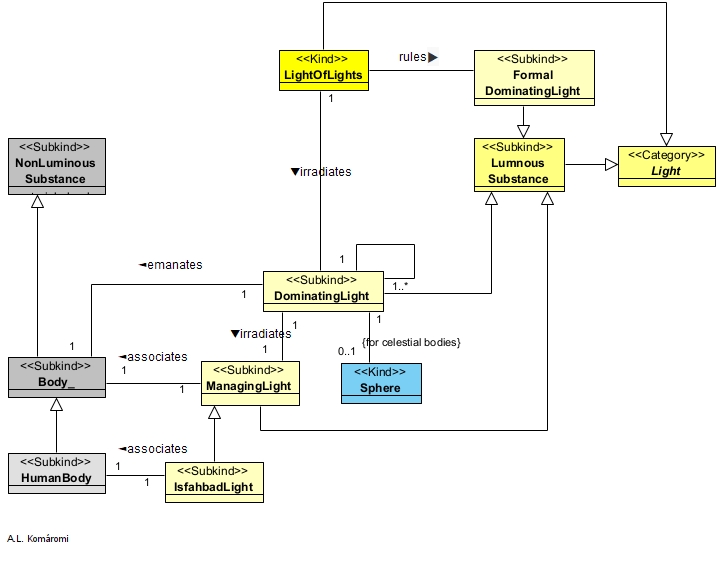 <<Kind>>
LightOfLights
rules▶
<<Subkind>>
Formal
DominatingLight
1
<<Subkind>>
NonLuminous
Substance
<<Subkind>>
Lumnous
Substance
<<Category>>
Light
▼irradiates
◄emanates
1
1
<<Subkind>>
DominatingLight
1
1..*
1
1
▼irradiates
1
{for celestial bodies}
0..1
1
◄associates
<<Subkind>>
Body_
1
1
<<Subkind>>
ManagingLight
<<Kind>>
Sphere
◄associates
<<Subkind>>
HumanBody
1
1
<<Subkind>>
IsfahbadLight
A.L. Komáromi